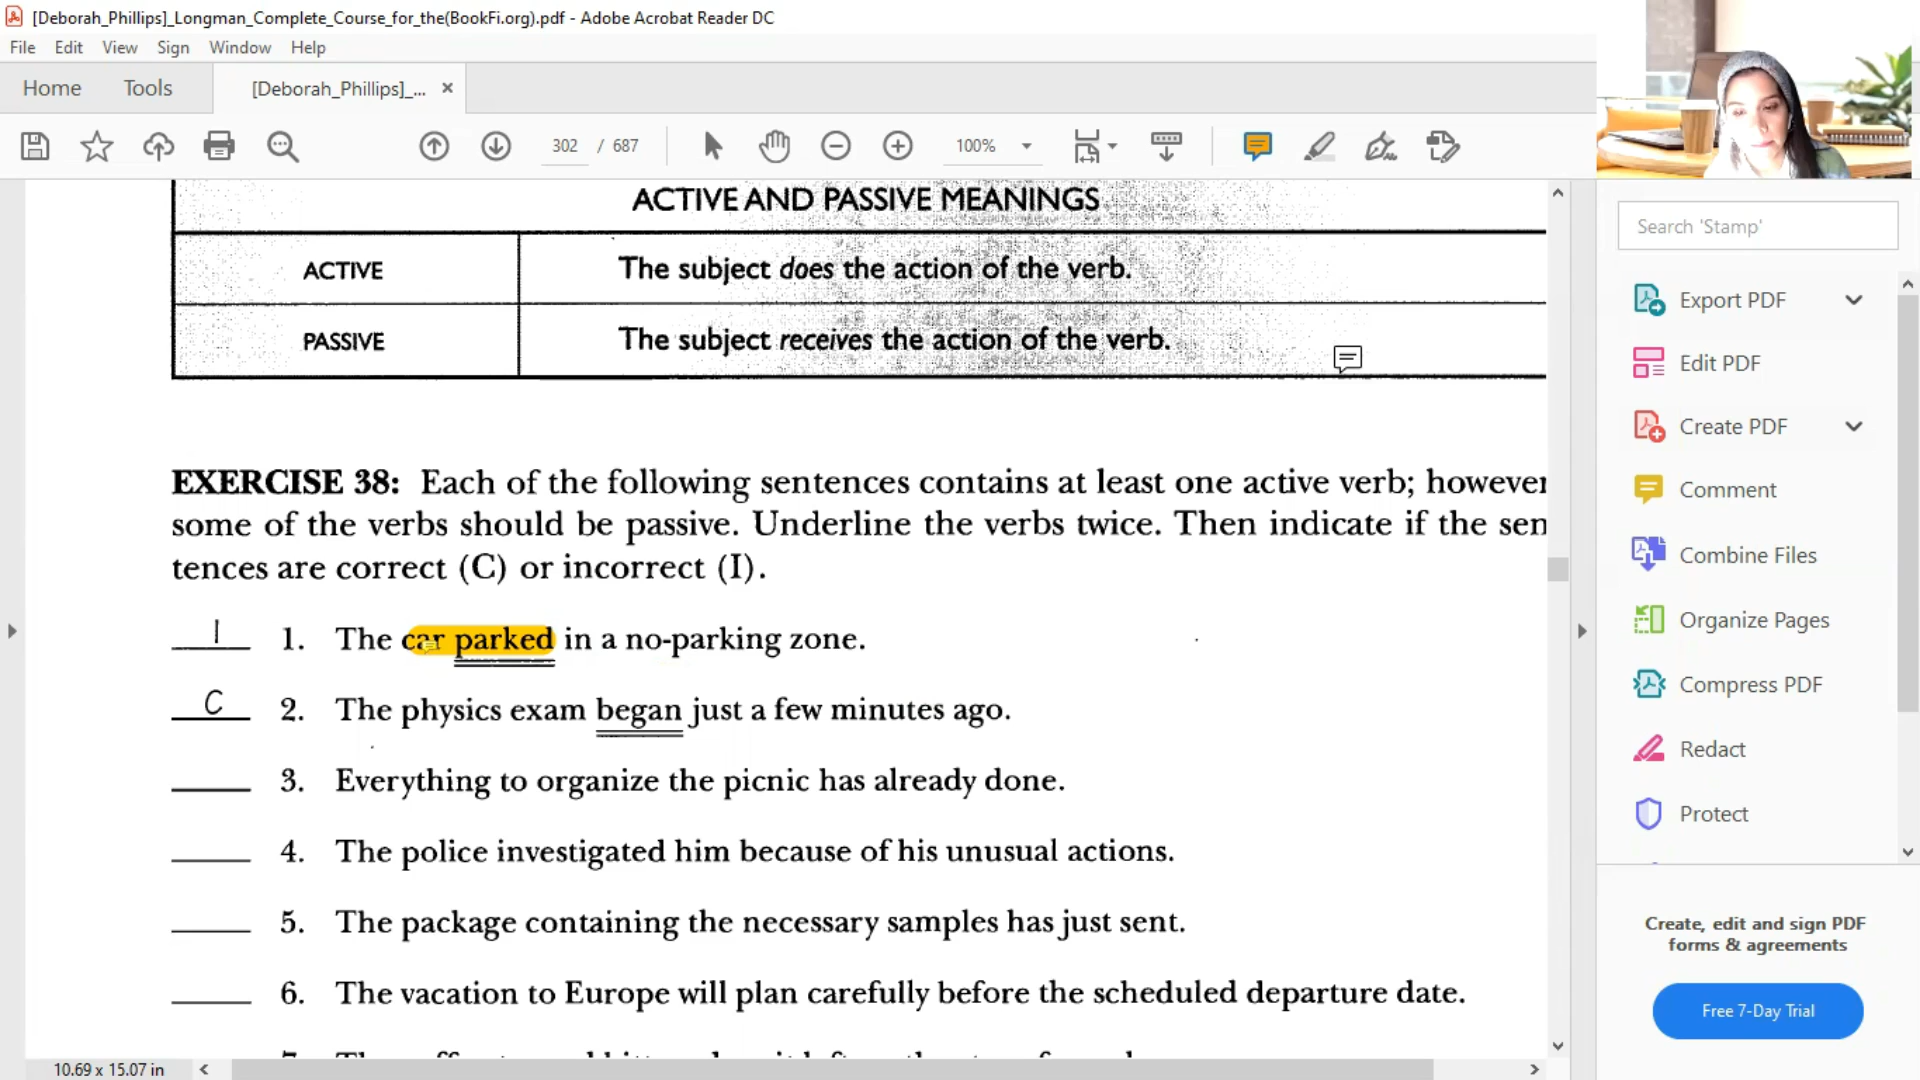 [Deborah_Phillips]_Longman_Complete_Course_for_the(BookFi.org).pdf - Adobe Acrobat Reader DC
File Edit View Sign Window Help
Home Tools [Deborah_Phillips]_... ×
302 / 687 100%
ACTIVE AND PASSIVE MEANINGS
ACTIVE The subject does the action of the verb.
PASSIVE The subject receives the action of the verb.
EXERCISE 38: Each of the following sentences contains at least one active verb; however
some of the verbs should be passive. Underline the verbs twice. Then indicate if the sen
tences are correct (C) or incorrect (I).
I 1. The car parked in a no-parking zone.
C 2. The physics exam began just a few minutes ago.
3. Everything to organize the picnic has already done.
4. The police investigated him because of his unusual actions.
5. The package containing the necessary samples has just sent.
6. The vacation to Europe will plan carefully before the scheduled departure date.
10.69 x 15.07 in
Search 'Stamp'
Export PDF
Edit PDF
Create PDF
Comment
Combine Files
Organize Pages
Compress PDF
Redact
Protect
Create, edit and sign PDF
forms & agreements
Free 7-Day Trial